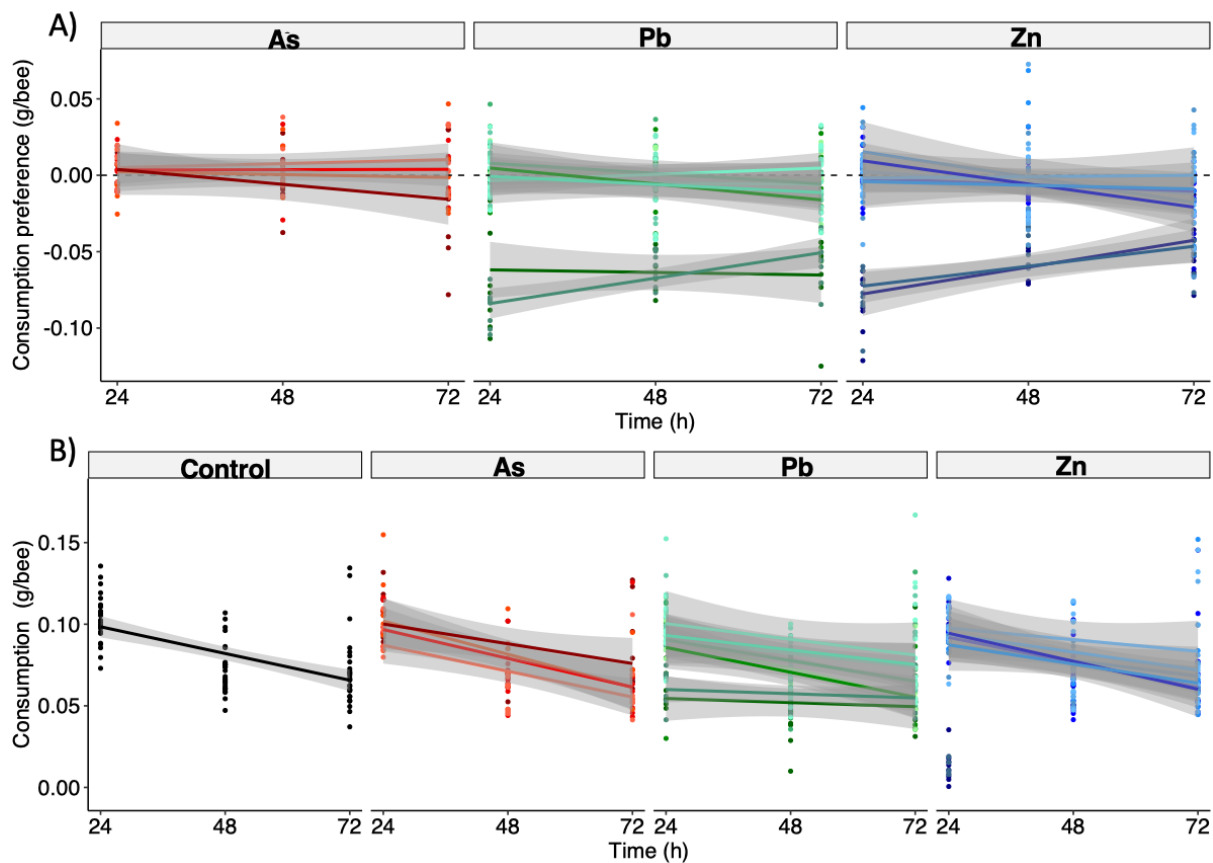 A)
As
Pb
Zn
Consumption preference (g/bee)
0.05
0.00
-0.05
-0.10
24
48
72
24
48
72
24
48
72
Time (h)
B)
Control
As
Pb
Zn
Consumption (g/bee)
0.15
0.10
0.05
0.00
24
48
72
24
48
72
24
48
72
24
48
72
Time (h)